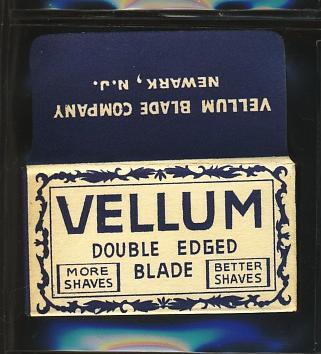 VELLUM BLADE COMPANY
NEWARK, N.J.
VELLUM
DOUBLE EDGED
BLADE
MORE
SHAVES
BETTER
SHAVES